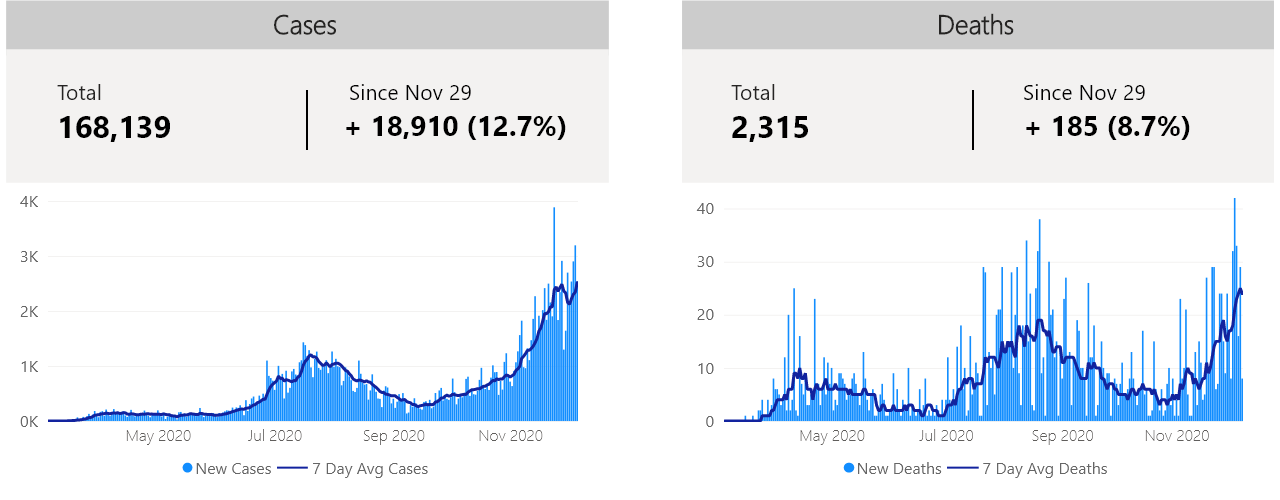 Cases
Total
168,139
Since Nov 29
+ 18,910 (12.7%)
4K
3K
2K
1K
0K
May 2020
Jul 2020
Sep 2020
Nov 2020
New Cases
7 Day Avg Cases
Deaths
Total
2,315
Since Nov 29
+ 185 (8.7%)
40
30
20
10
0
May 2020
Jul 2020
Sep 2020
Nov 2020
New Deaths
7 Day Avg Deaths